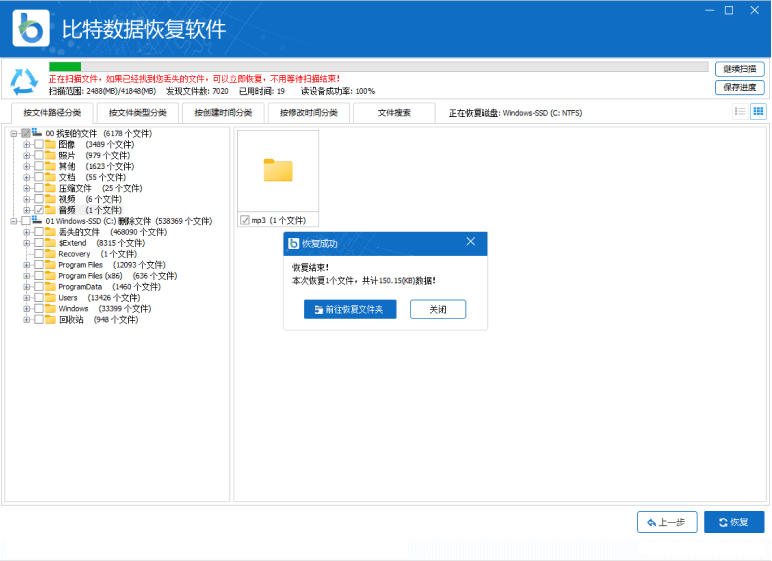 比特数据恢复软件
正在扫描文件，如果已经找到您丢失的文件，可以立即恢复，不用等待扫描结束！
继续扫描
扫描范围: 2488(MB)/41848(MB) 发现文件数: 7020 已用时间: 19 读设备成功率: 100%
保存进度
按文件路径分类 按文件类型分类 按创建时间分类 按修改时间分类 文件搜索 正在恢复磁盘: Windows-SSD (C: NTFS)
00 找到的文件 (6178 个文件)
图像 (3489 个文件)
照片 (979 个文件)
其他 (1623 个文件)
文档 (55 个文件)
压缩文件 (25 个文件)
视频 (6 个文件)
音频 (1 个文件)
01 Windows-SSD (C:) 删除文件 (538369 个文件)
丢失的文件 (468090 个文件)
$Extend (8315 个文件)
Recovery (1 个文件)
Program Files (12093 个文件)
Program Files (x86) (636 个文件)
ProgramData (1460 个文件)
Users (13426 个文件)
Windows (33399 个文件)
回收站 (948 个文件)
mp3 (1 个文件)
恢复成功
恢复结束！
本次恢复1个文件，共计150.15(KB)数据！
前往恢复文件夹 关闭
上一步 恢复